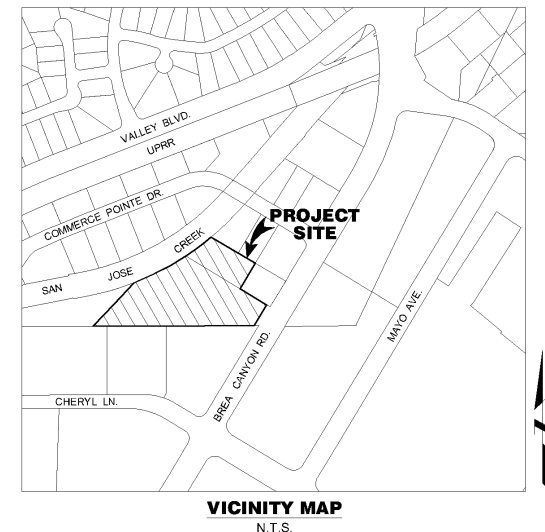 VALLEY BLVD.
UPRR
COMMERCE POINTE DR.
PROJECT
SITE
SAN JOSE CREEK
MAYO AVE.
BREA CANYON RD.
CHERYL LN.
VICINITY MAP
N.T.S.